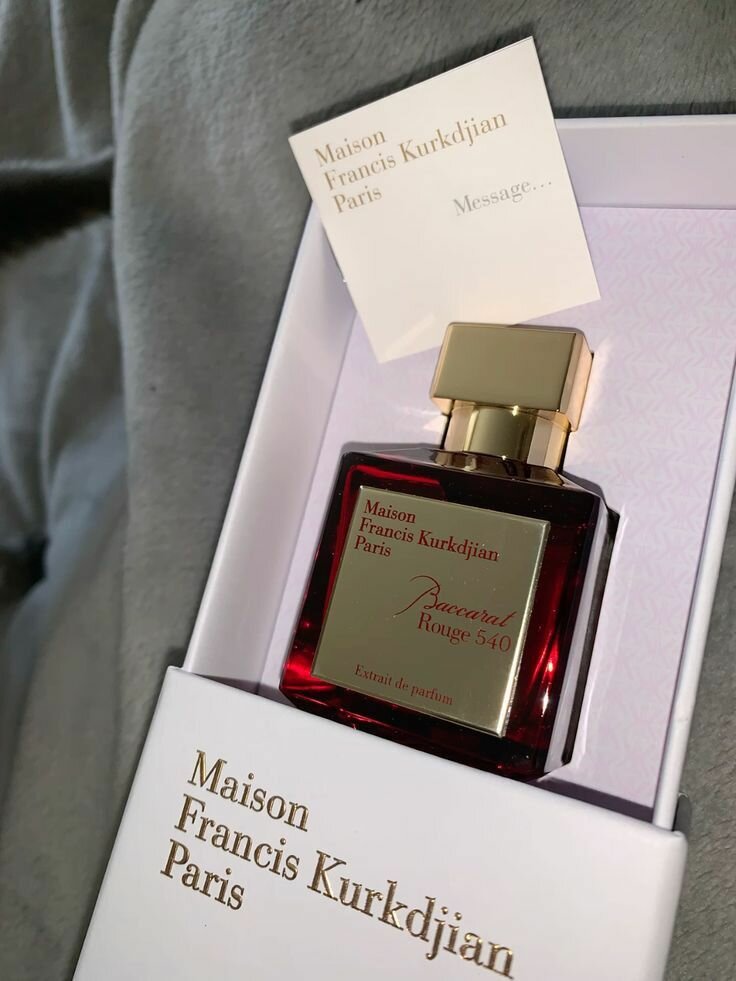 Maison
Francis Kurkdjian
Paris
Message...
Maison
Francis Kurkdjian
Paris
Baccarat
Rouge 540
Extrait de parfum
Maison
Francis Kurkdjian
Paris